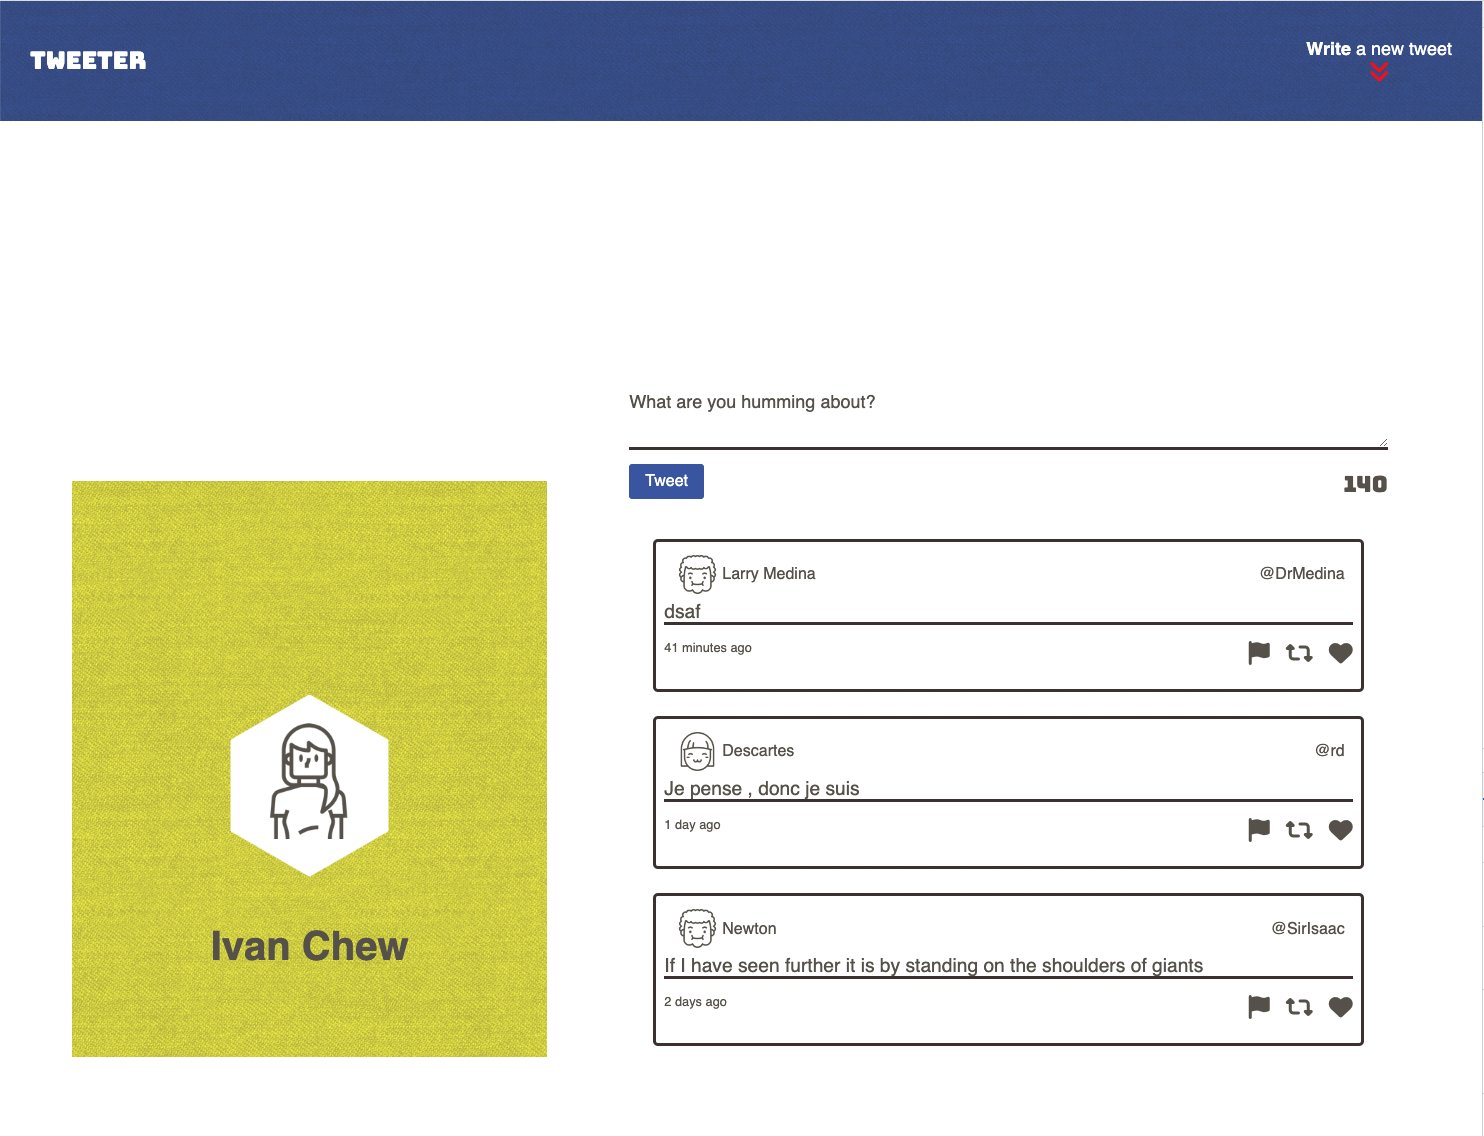 TWEETER
Write a new tweet
What are you humming about?
Tweet
140
Ivan Chew
Larry Medina
@DrMedina
dsaf
41 minutes ago
Descartes
@rd
Je pense , donc je suis
1 day ago
Newton
@SirIsaac
If I have seen further it is by standing on the shoulders of giants
2 days ago